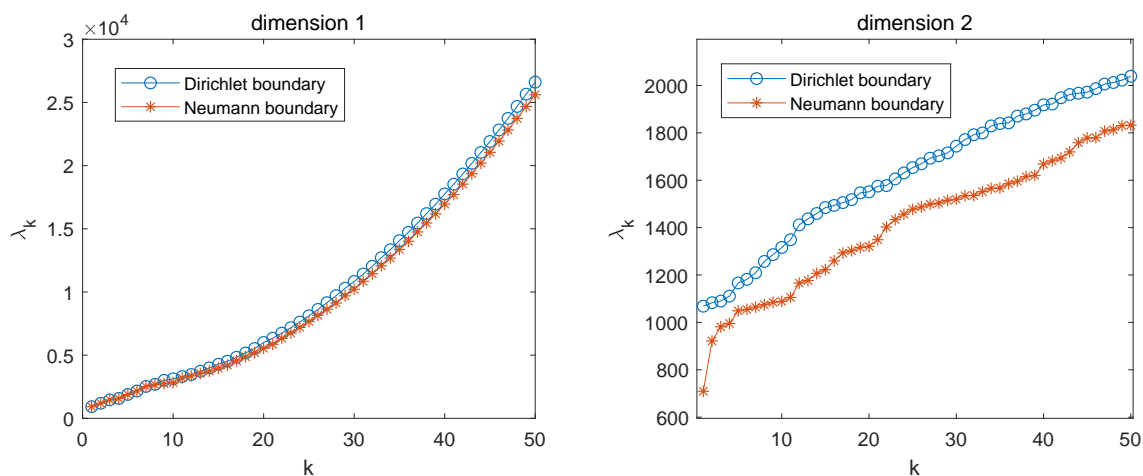 dimension 1
×10⁴
3
2.5
2
1.5
1
0.5
0
λₖ
0 10 20 30 40 50
k
Dirichlet boundary
Neumann boundary
dimension 2
2000
1800
1600
1400
1200
1000
800
600
λₖ
10 20 30 40 50
k
Dirichlet boundary
Neumann boundary